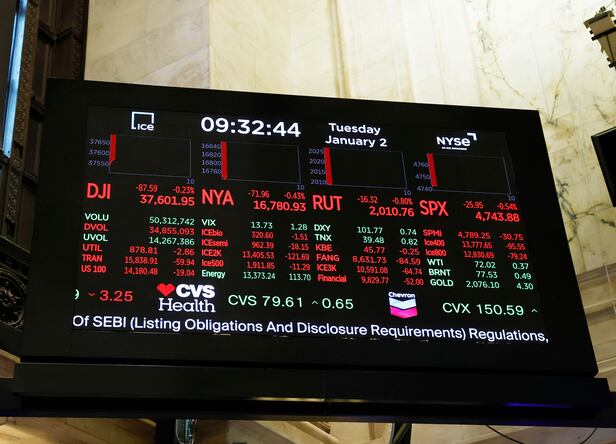 ice
09:32:44
Tuesday
January 2
NYSE
37650
37600
37550
10
16840
16820
16800
16780
10
2025
2020
2015
10
4760
4750
4740
10
DJI -87.59 -0.23% 37,601.95
NYA -71.96 -0.43% 16,780.93
RUT -16.32 -0.80% 2,010.76
SPX -25.95 -0.54% 4,743.88
VOLU 50,312,742 VIX 13.73 1.28 DXY 101.77 0.74 SPMI 4,789.25 -30.75
DVOL 34,855,093 ICEbio 320.60 -1.51 TNX 39.48 0.82 Ice400 13,777.65 -95.55
UVOL 14,267,386 ICEsemi 962.39 -18.15 KBE 45.77 -0.25 Ice800 12,830.69 -79.24
UTIL 878.81 -2.86 ICE2K 13,405.53 -121.69 FANG 8,631.73 -84.59 WTI 72.02 0.37
TRAN 15,838.91 -59.94 Ice500 1,911.85 -11.29 ICE3K 10,591.08 -64.74 BRNT 77.53 0.49
US 100 14,180.48 -19.04 Energy 13,373.24 113.70 Financial 9,829.77 -52.00 GOLD 2,076.10 4.30
9 3.25 CVS Health CVS 79.61 0.65 Chevron CVX 150.59
Of SEBI (Listing Obligations And Disclosure Requirements) Regulations,